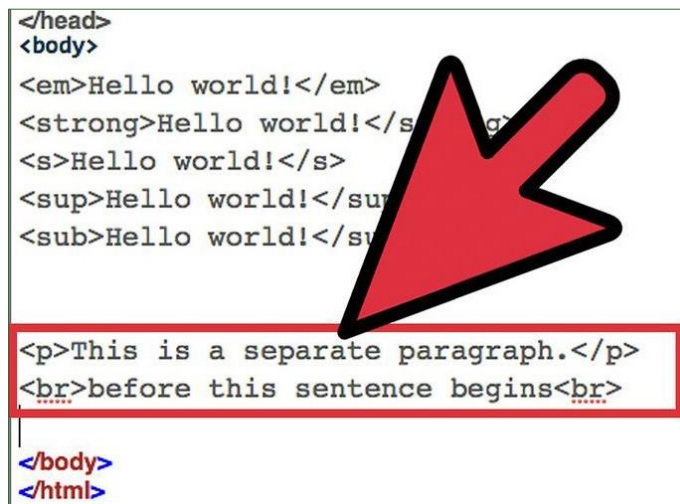 </head>
<body>
<em>Hello world!</em>
<strong>Hello world!</s g>
<s>Hello world!</s>
<sup>Hello world!</sup
<sub>Hello world!</su
<p>This is a separate paragraph.</p>
<br>before this sentence begins<br>
</body>
</html>